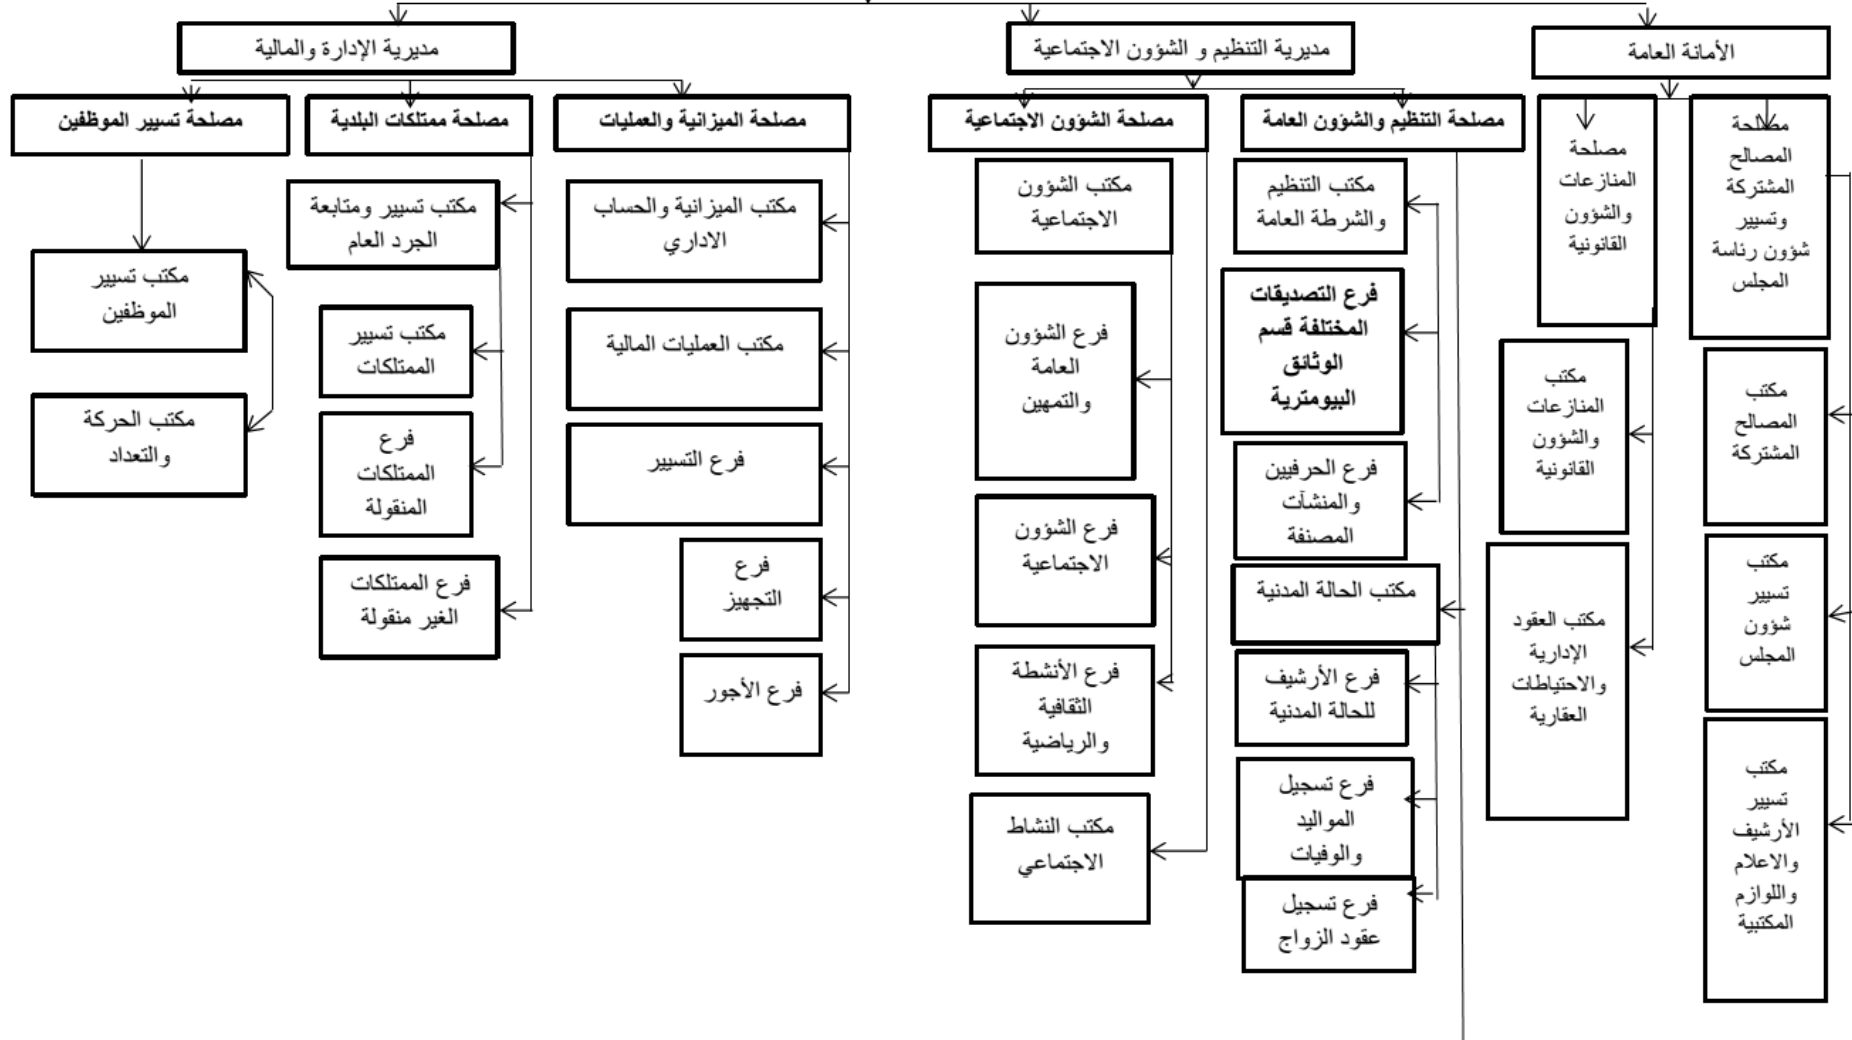 الأمانة العامة
مديرية التنظيم و الشؤون الاجتماعية
مديرية الإدارة والمالية
مصلحة
المصالح
المشتركة
وتسيير
شؤون رئاسة
المجلس
مكتب
المصالح
المشتركة
مكتب
تسيير
شؤون
المجلس
مكتب
تسيير
الأرشيف
والاعلام
واللوازم
المكتبية
مصلحة
المنازعات
والشؤون
القانونية
مكتب
المنازعات
والشؤون
القانونية
مكتب العقود
الإدارية
والاحتياطات
العقارية
مصلحة التنظيم والشؤون العامة
مكتب التنظيم
والشرطة العامة
فرع التصديقات
المختلفة قسم
الوثائق
البيومترية
فرع الحرفيين
والمنشآت
المصنفة
مكتب الحالة المدنية
فرع الأرشيف
للحالة المدنية
فرع تسجيل
المواليد
والوفيات
فرع تسجيل
عقود الزواج
مصلحة الشؤون الاجتماعية
مكتب الشؤون
الاجتماعية
فرع الشؤون
العامة
والتمهين
فرع الشؤون
الاجتماعية
فرع الأنشطة
الثقافية
والرياضية
مكتب النشاط
الاجتماعي
مصلحة الميزانية والعمليات
مكتب الميزانية والحساب
الاداري
مكتب العمليات المالية
فرع التسيير
فرع
التجهيز
فرع الأجور
مصلحة ممتلكات البلدية
مكتب تسيير ومتابعة
الجرد العام
مكتب تسيير
الممتلكات
فرع
الممتلكات
المنقولة
فرع الممتلكات
الغير منقولة
مصلحة تسيير الموظفين
مكتب تسيير
الموظفين
مكتب الحركة
والتعداد